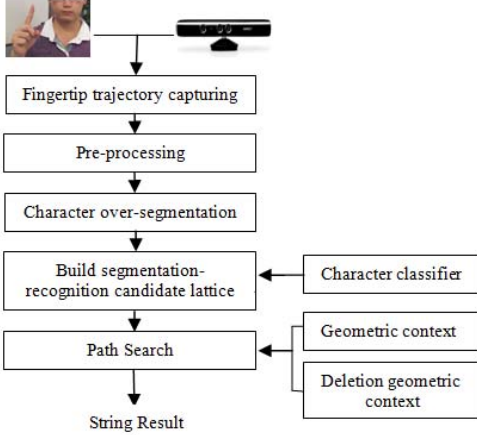 Fingertip trajectory capturing
Pre-processing
Character over-segmentation
Build segmentation-
recognition candidate lattice
Character classifier
Path Search
Geometric context
Deletion geometric
context
String Result